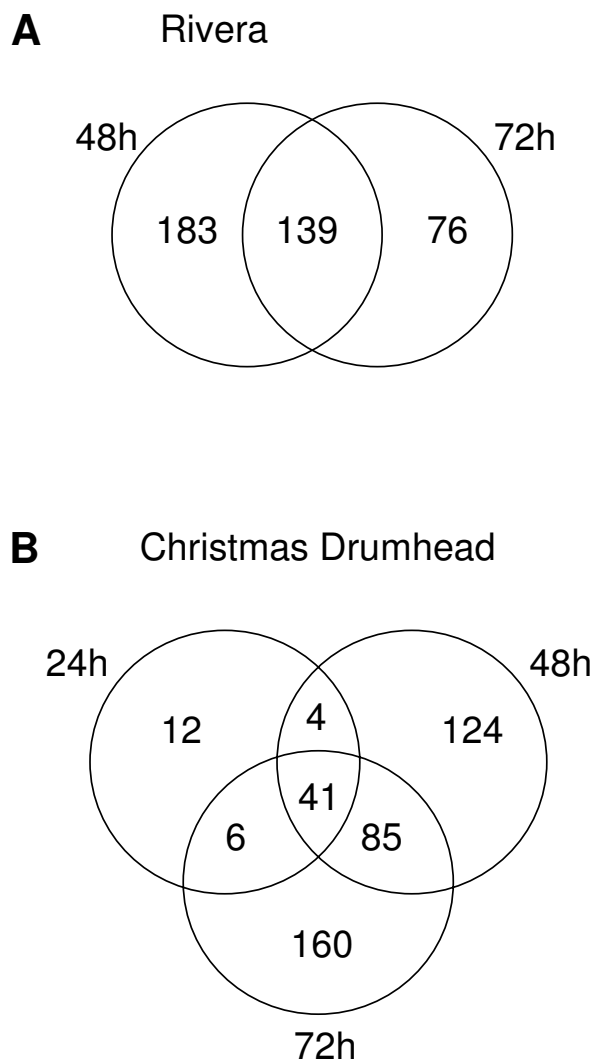 A Rivera
48h 72h
183 139 76
B Christmas Drumhead
24h 48h
12 4 124
41
6 85
160
72h